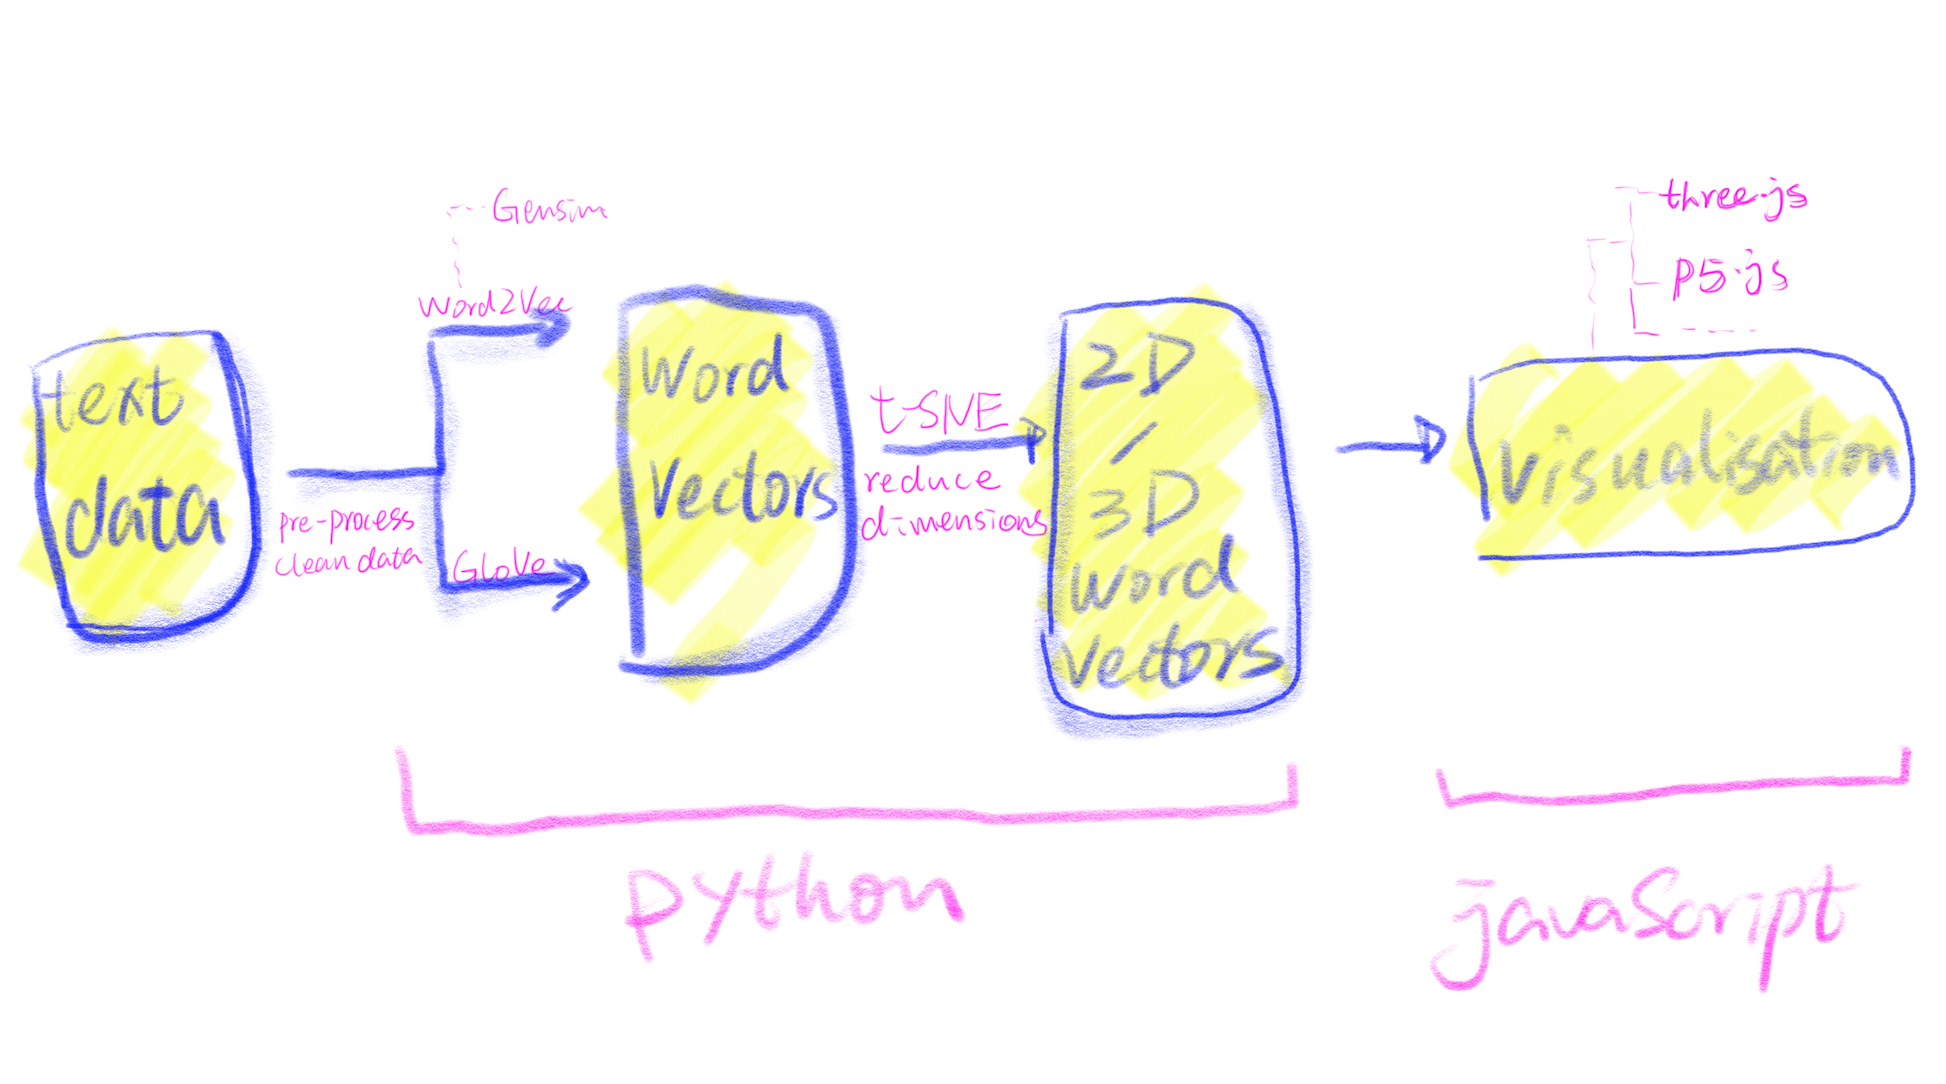 text
data
pre-process
clean data
Gensim
Word2Vec
GloVe
Word
Vectors
t-SNE
reduce
dimensions
2D
/
3D
Word
Vectors
three.js
P5.js
visualisation
python
javaScript